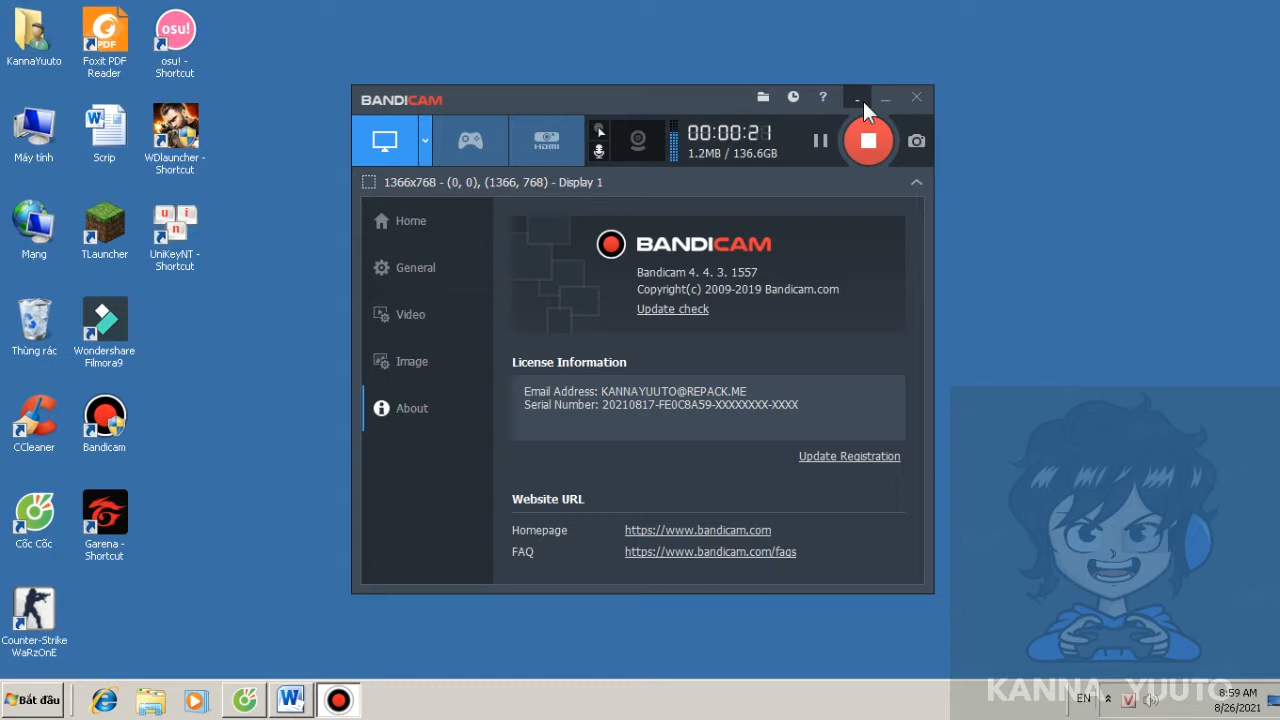 KannaYuuto
Foxit PDF
Reader
osu! -
Shortcut
Máy tính
Scrip
WDlauncher -
Shortcut
Mạng
TLauncher
UniKeyNT -
Shortcut
Thùng rác
Wondershare
Filmora9
CCleaner
Bandicam
Cốc Cốc
Garena -
Shortcut
Counter-Strike
WaRzOnE
BANDICAM
HDMI
00:00:21
1.2MB / 136.6GB
1366x768 - (0, 0), (1366, 768) - Display 1
Home
General
Video
Image
About
BANDICAM
Bandicam 4. 4. 3. 1557
Copyright(c) 2009-2019 Bandicam.com
Update check
License Information
Email Address: KANNAYUUTO@REPACK.ME
Serial Number: 20210817-FE0C8A59-XXXXXXXX-XXXX
Update Registration
Website URL
Homepage https://www.bandicam.com
FAQ https://www.bandicam.com/faqs
KANNA YUUTO
Bắt đầu
EN
8:59 AM
8/26/2021